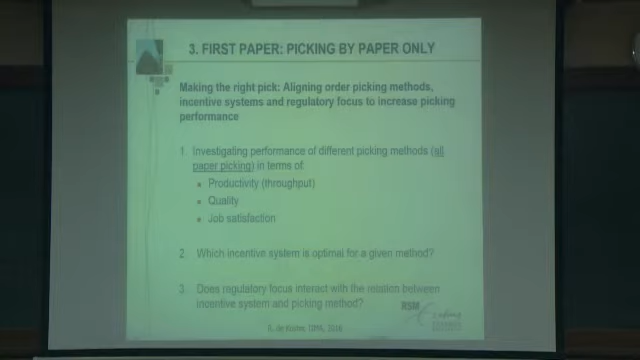 3. FIRST PAPER: PICKING BY PAPER ONLY
Making the right pick: Aligning order picking methods,
incentive systems and regulatory focus to increase picking
performance
1. Investigating performance of different picking methods (all
paper picking) in terms of:
Productivity (throughput)
Quality
Job satisfaction
2. Which incentive system is optimal for a given method?
3. Does regulatory focus interact with the relation between
incentive system and picking method?
RSM